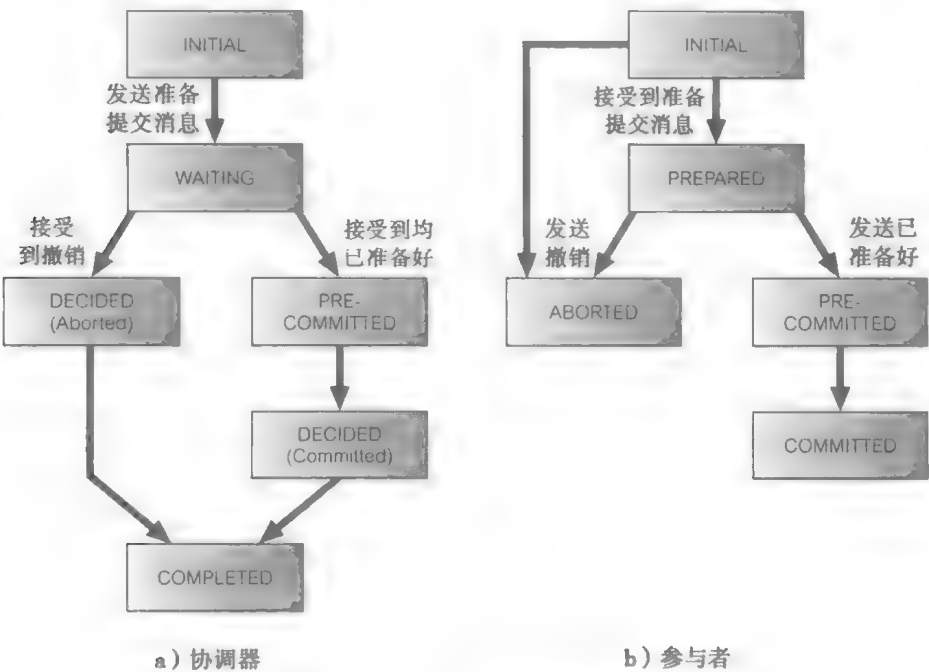 INITIAL
发送准备
提交消息
WAITING
接受
到撤销
接受到均
已准备好
DECIDED
(Aborted)
PRE-
COMMITTED
DECIDED
(Committed)
COMPLETED
a）协调器
INITIAL
接受到准备
提交消息
PREPARED
发送
撤销
发送已
准备好
ABORTED
PRE-
COMMITTED
COMMITTED
b）参与者